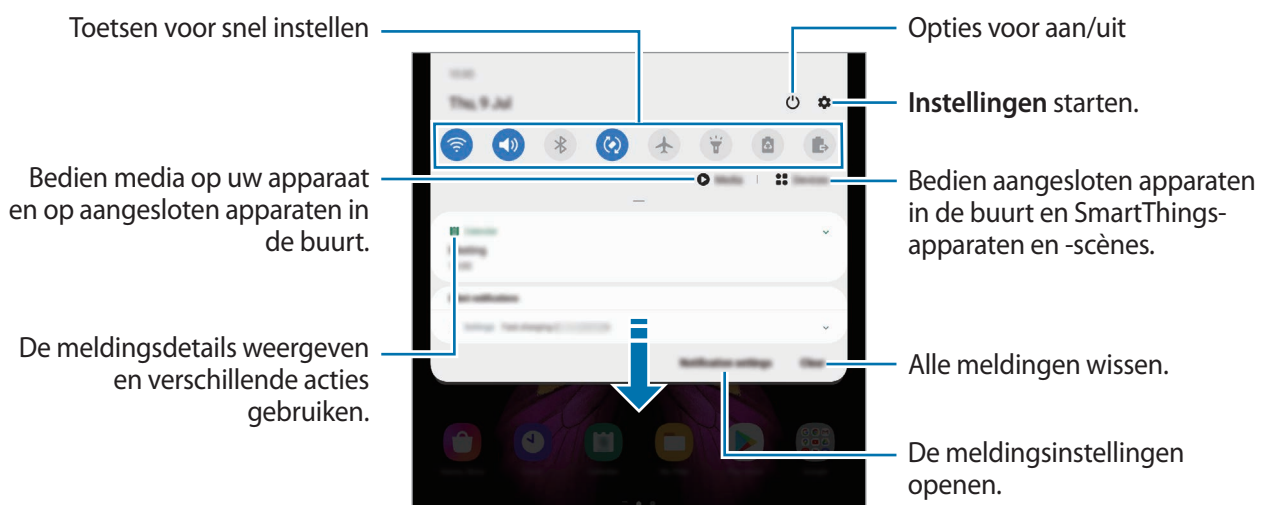 Toetsen voor snel instellen
Opties voor aan/uit
Thu, 9 Jul
Instellingen starten.
Bedien media op uw apparaat
en op aangesloten apparaten in
de buurt.
Media
Devices
Bedien aangesloten apparaten
in de buurt en SmartThings-
apparaten en -scènes.
Calendar
De meldingsdetails weergeven
en verschillende acties
gebruiken.
Notification settings
Clear
Alle meldingen wissen.
De meldingsinstellingen
openen.